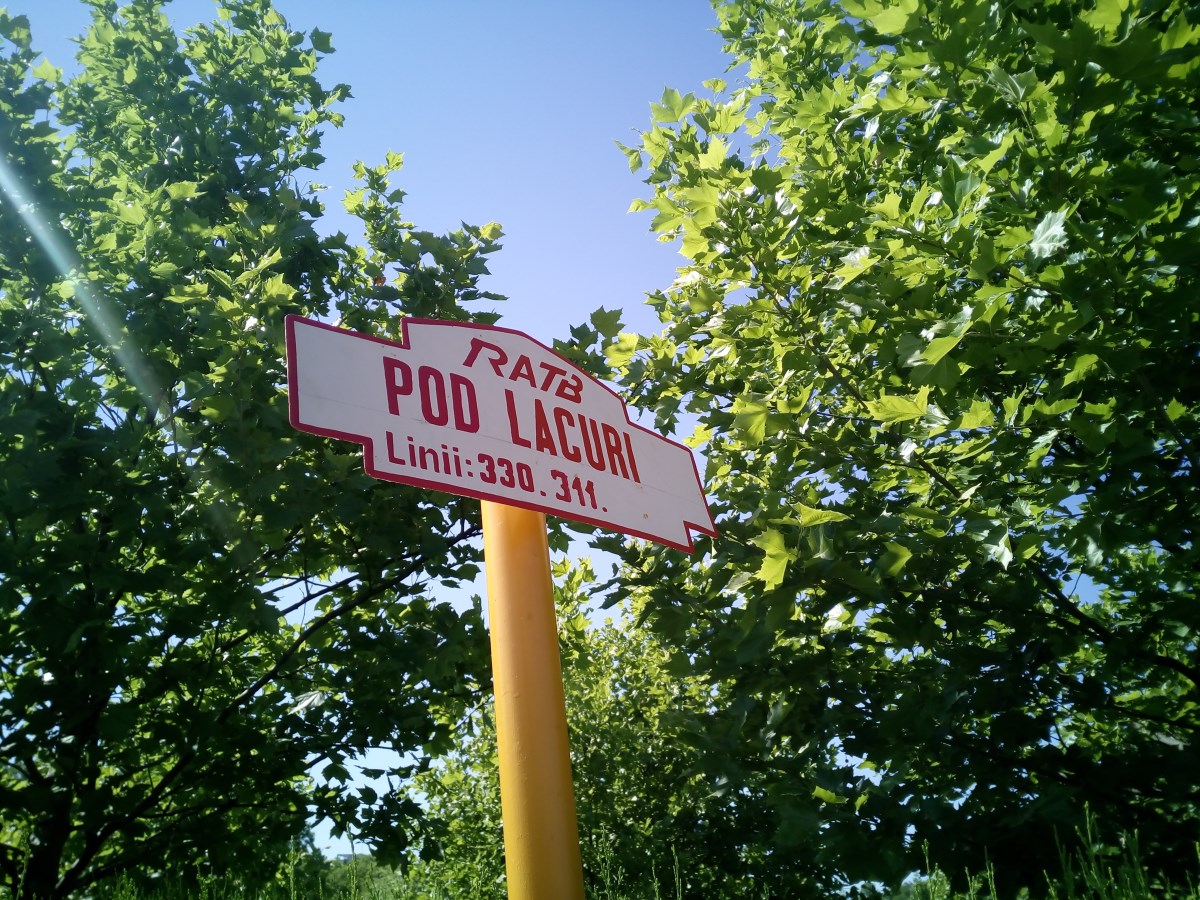 RATB
POD LACURI
Linii: 330. 311.